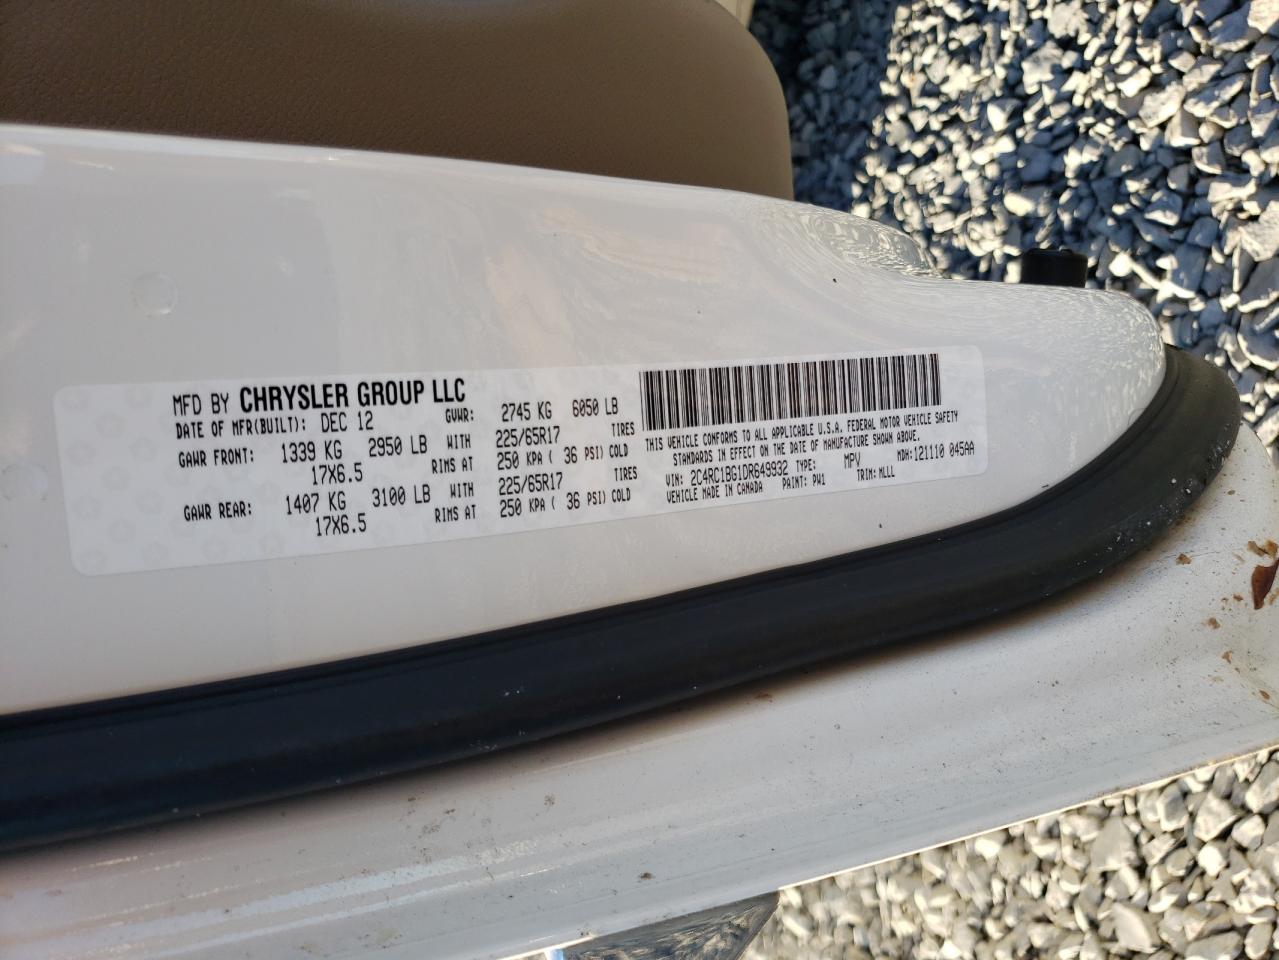 MFD BY CHRYSLER GROUP LLC
DATE OF MFR(BUILT): DEC 12 GVWR: 2745 KG 6050 LB
GAWR FRONT: 1339 KG 2950 LB WITH 225/65R17 TIRES
17X6.5 RIMS AT 250 KPA ( 36 PSI) COLD
GAWR REAR: 1407 KG 3100 LB WITH 225/65R17 TIRES
17X6.5 RIMS AT 250 KPA ( 36 PSI) COLD
THIS VEHICLE CONFORMS TO ALL APPLICABLE U.S.A. FEDERAL MOTOR VEHICLE SAFETY
STANDARDS IN EFFECT ON THE DATE OF MANUFACTURE SHOWN ABOVE.
VIN: 2C4RC1BG1DR649932 TYPE: MPV MDH:121110 045AA
VEHICLE MADE IN CANADA PAINT: PW1 TRIM: MLLL